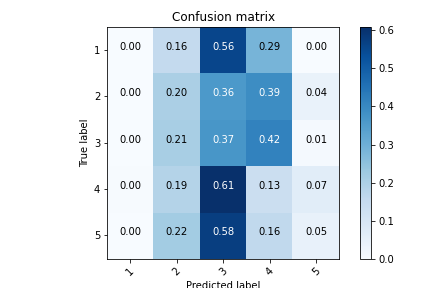 Confusion matrix
1 0.00 0.16 0.56 0.29 0.00
2 0.00 0.20 0.36 0.39 0.04
3 0.00 0.21 0.37 0.42 0.01
4 0.00 0.19 0.61 0.13 0.07
5 0.00 0.22 0.58 0.16 0.05
True label
1 2 3 4 5
Predicted label
0.6
0.5
0.4
0.3
0.2
0.1
0.0